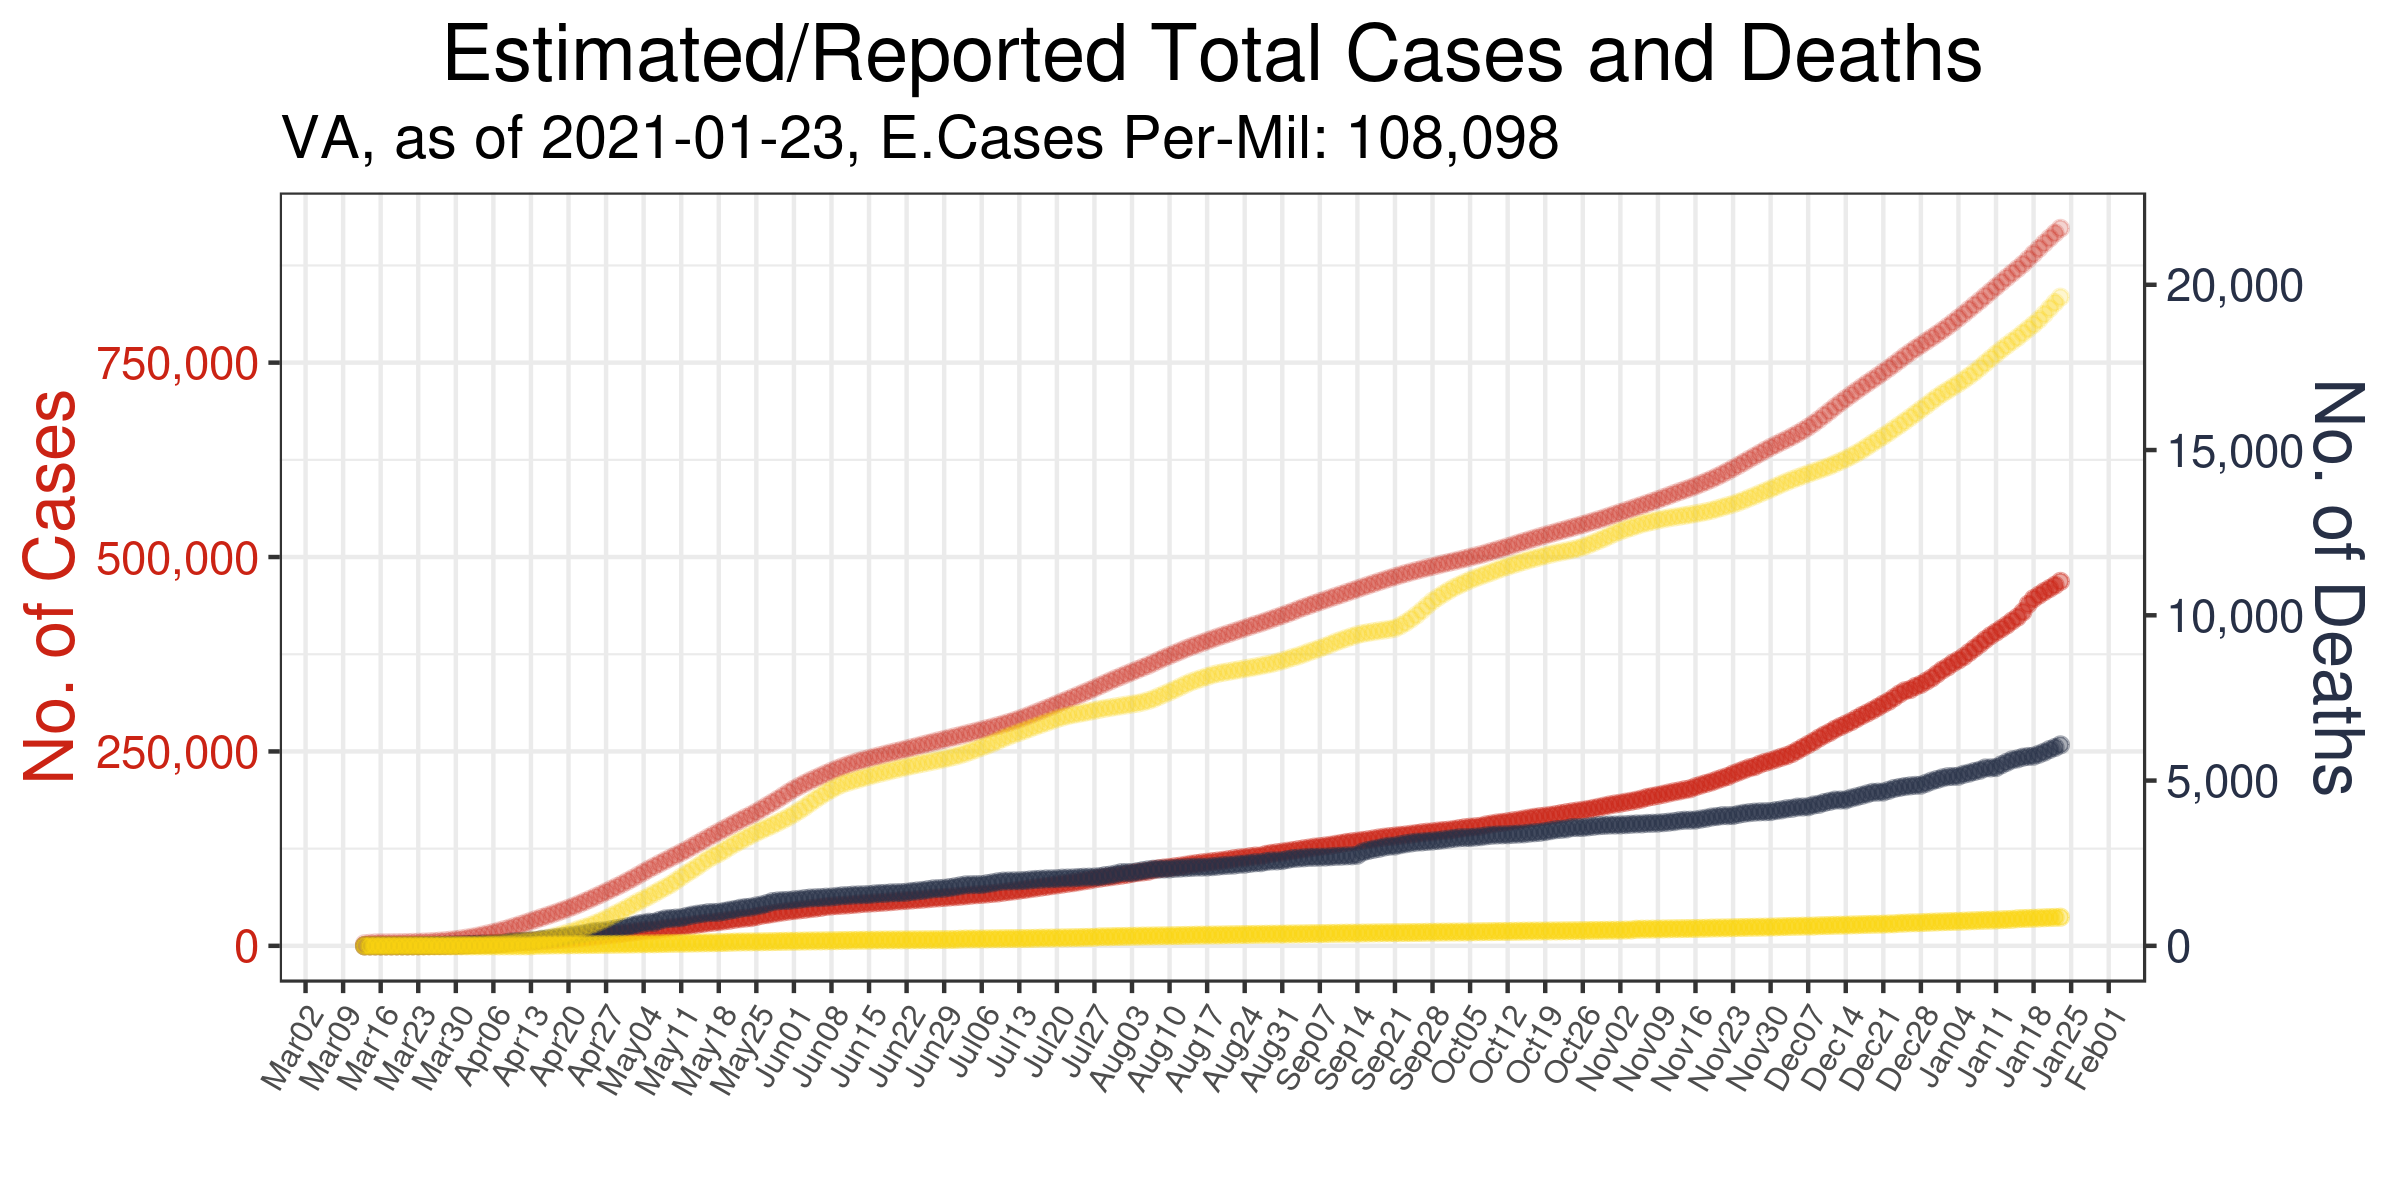 Estimated/Reported Total Cases and Deaths
VA, as of 2021-01-23, E.Cases Per-Mil: 108,098
No. of Cases
750,000
500,000
250,000
0
20,000
15,000
10,000
5,000
0
No. of Deaths
Mar02 Mar09 Mar16 Mar23 Mar30 Apr06 Apr13 Apr20 Apr27 May04 May11 May18 May25 Jun01 Jun08 Jun15 Jun22 Jun29 Jul06 Jul13 Jul20 Jul27 Aug03 Aug10 Aug17 Aug24 Aug31 Sep07 Sep14 Sep21 Sep28 Oct05 Oct12 Oct19 Oct26 Nov02 Nov09 Nov16 Nov23 Nov30 Dec07 Dec14 Dec21 Dec28 Jan04 Jan11 Jan18 Jan25 Feb01